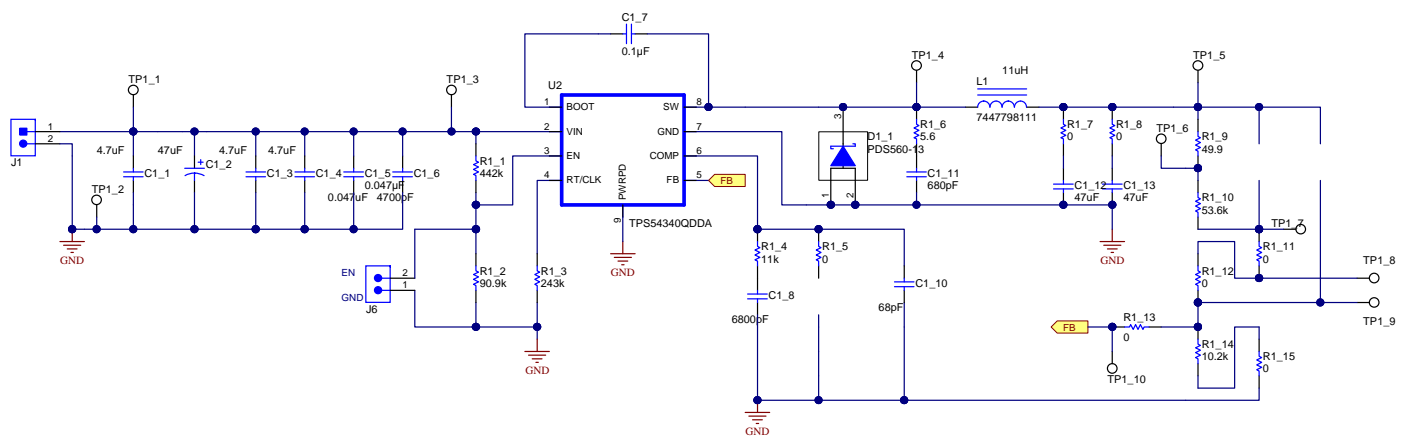 C1_7
0.1µF
TP1_1
TP1_3
TP1_4
TP1_5
U2
L1
11uH
7447798111
1
BOOT
SW
8
J1
1
2
2
VIN
GND
7
3
EN
COMP
6
4
RT/CLK
FB
5
FB
PWRPD
9
TPS54340QDDA
GND
4.7uF
C1_1
47uF
C1_2
4.7uF
C1_3
4.7uF
C1_4
C1_5
0.047µF
0.047uF
C1_6
4700pF
TP1_2
GND
R1_1
442k
3
D1_1
PDS560-13
1
2
R1_6
5.6
C1_11
680pF
R1_7
0
R1_8
0
C1_12
47uF
C1_13
47uF
GND
TP1_6
R1_9
49.9
R1_10
53.6k
TP1_7
R1_11
0
TP1_8
R1_12
0
TP1_9
EN
2
GND
1
J6
R1_2
90.9k
R1_3
243k
GND
R1_4
11k
R1_5
0
C1_8
6800pF
C1_10
68pF
FB
R1_13
0
TP1_10
R1_14
10.2k
R1_15
0
GND